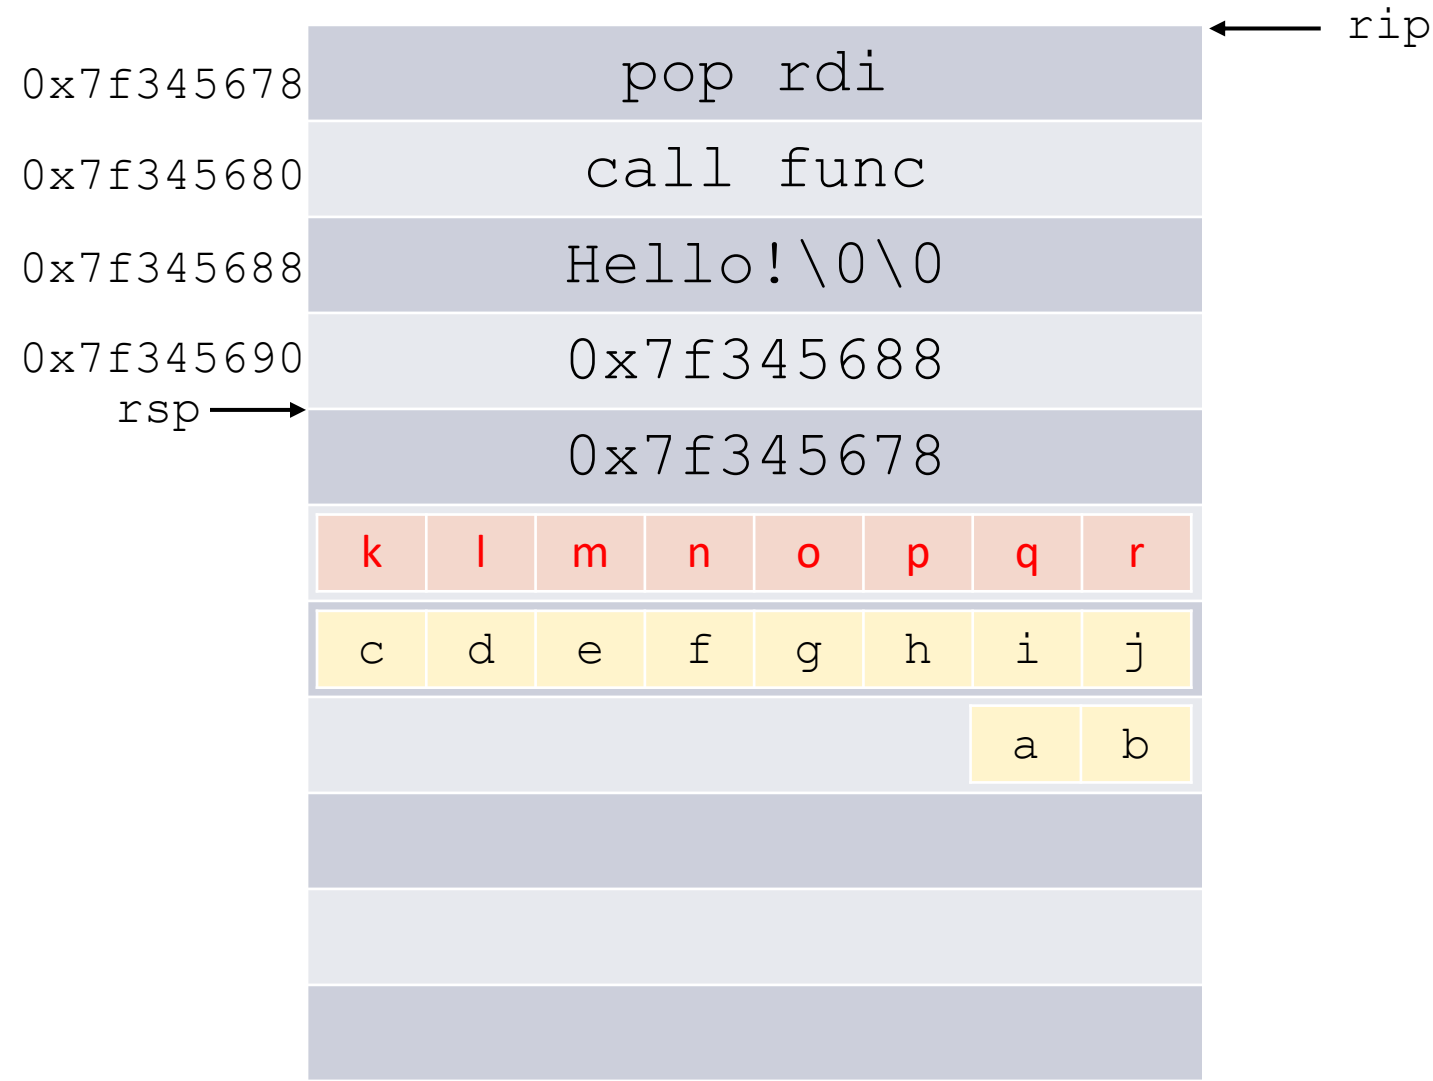 rip
0x7f345678 pop rdi
0x7f345680 call func
0x7f345688 Hello!\0\0
0x7f345690 0x7f345688
rsp
0x7f345678
k l m n o p q r
c d e f g h i j
a b